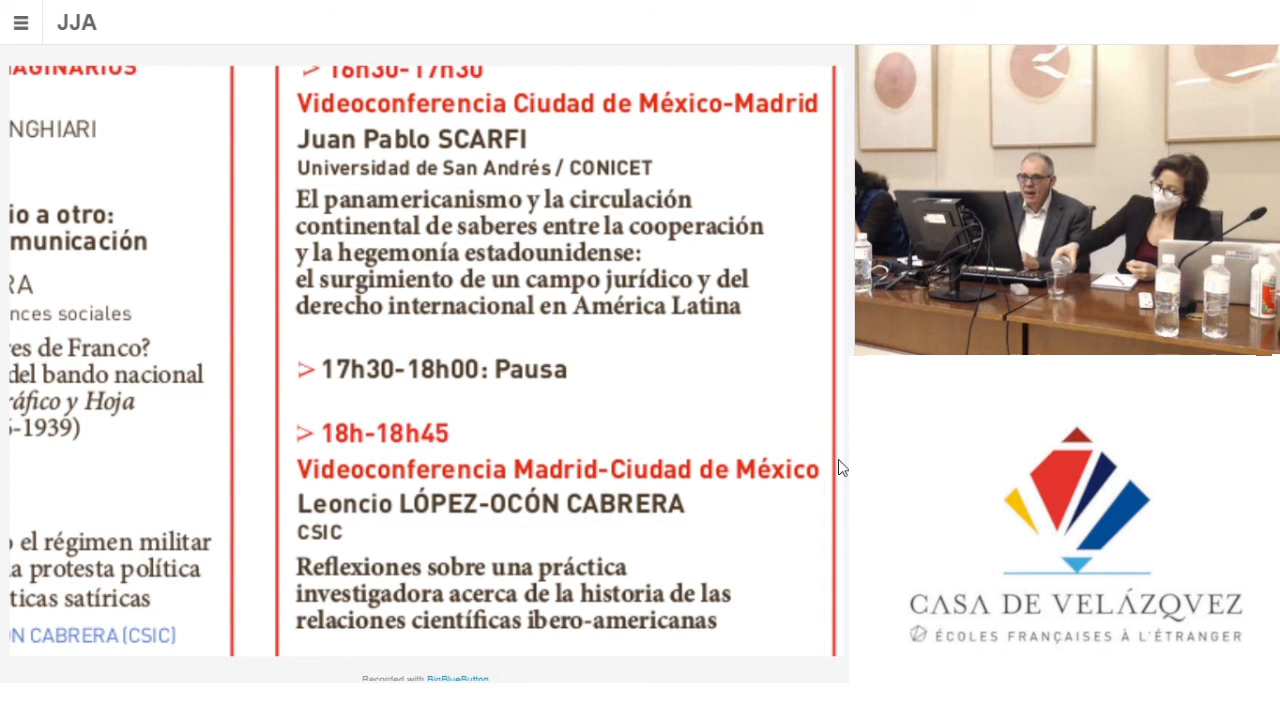 JJA
IMAGINARIOS
NGHIARI
io a otro:
municación
RA
nces sociales
res de Franco?
del bando nacional
ráfico y Hoja
-1939)
o el régimen militar
la protesta política
ticas satíricas
ÓN CABRERA (CSIC)
> 16h30-17h30
Videoconferencia Ciudad de México-Madrid
Juan Pablo SCARFI
Universidad de San Andrés / CONICET
El panamericanismo y la circulación
continental de saberes entre la cooperación
y la hegemonía estadounidense:
el surgimiento de un campo jurídico y del
derecho internacional en América Latina
> 17h30-18h00: Pausa
> 18h-18h45
Videoconferencia Madrid-Ciudad de México
Leoncio LÓPEZ-OCÓN CABRERA
CSIC
Reflexiones sobre una práctica
investigadora acerca de la historia de las
relaciones científicas ibero-americanas
Recorded with BigBlueButton
CASA DE VELÁZQVEZ
ÉCOLES FRANÇAISES À L'ÉTRANGER